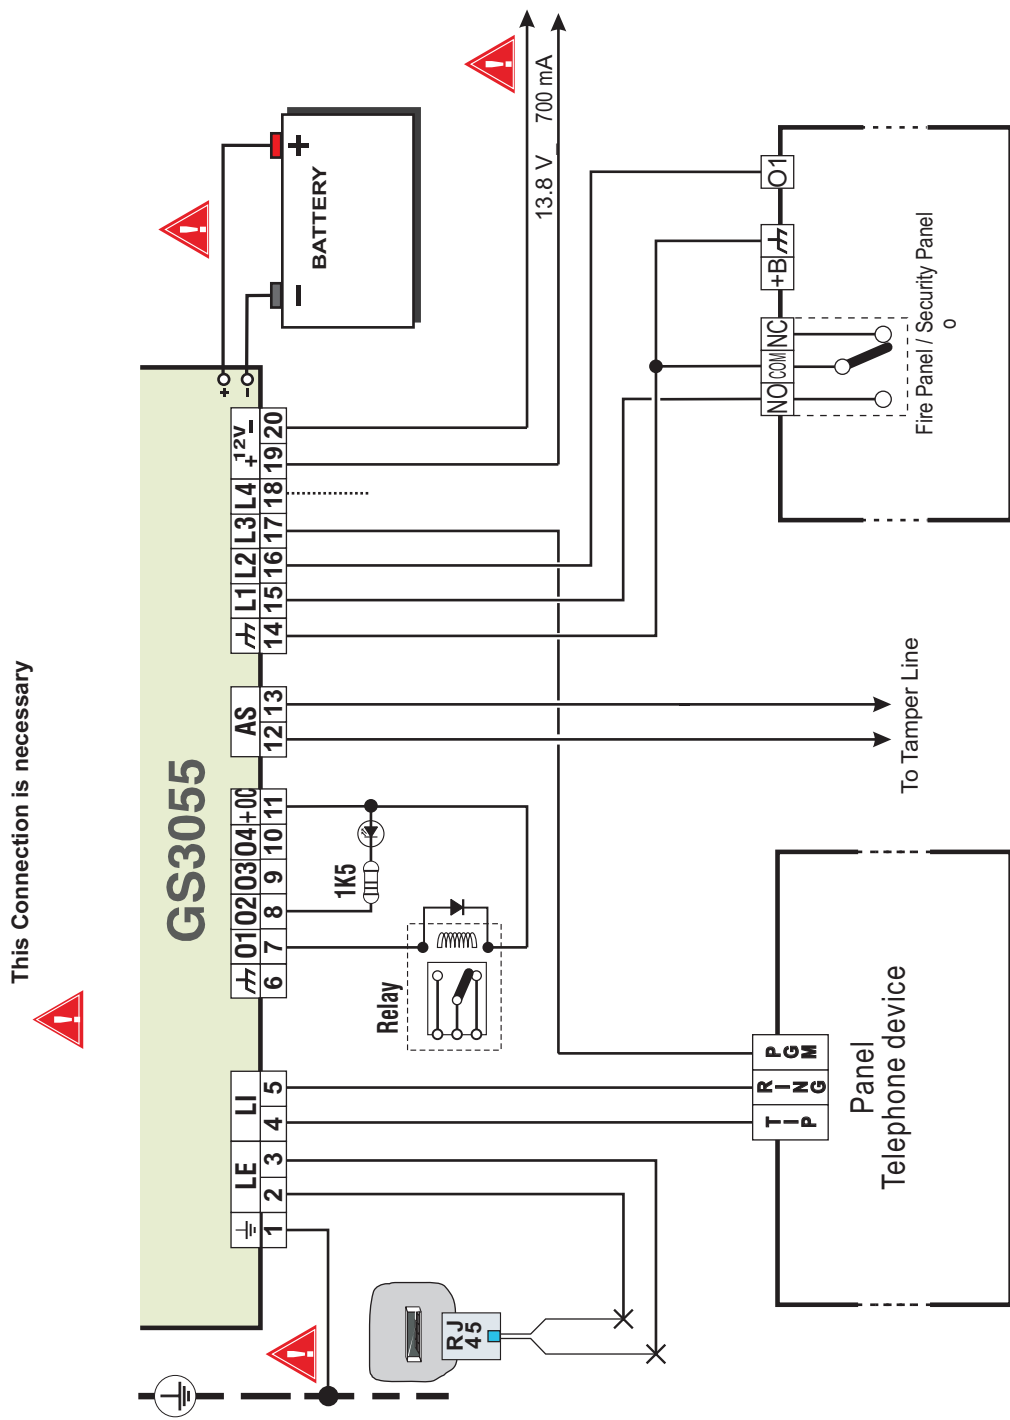 This Connection is necessary
GS3055
LE
LI
O1
O2
O3
O4
+OC
AS
L1
L2
L3
L4
12V
+ −
1
2
3
4
5
6
7
8
9
10
11
12
13
14
15
16
17
18
19
20
+
−
BATTERY
+
−
13.8 V
700 mA
1K5
Relay
RJ
45
TIP
RING
PGM
Panel
Telephone device
To Tamper Line
NO
COM
NC
+B
O1
Fire Panel / Security Panel
o